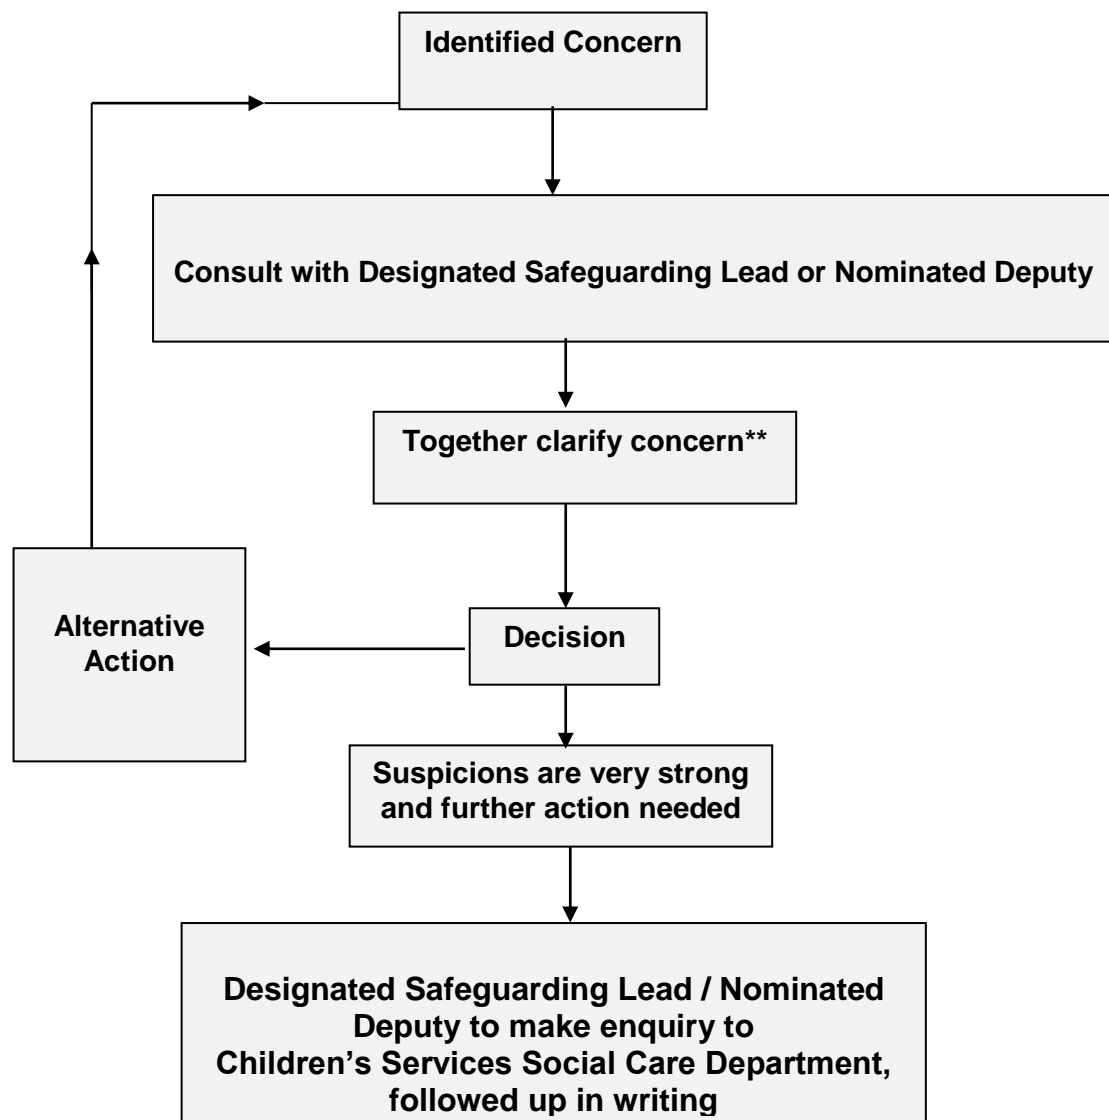 Identified Concern
Consult with Designated Safeguarding Lead or Nominated Deputy
Together clarify concern**
Alternative
Action
Decision
Suspicions are very strong
and further action needed
Designated Safeguarding Lead / Nominated
Deputy to make enquiry to
Children’s Services Social Care Department,
followed up in writing